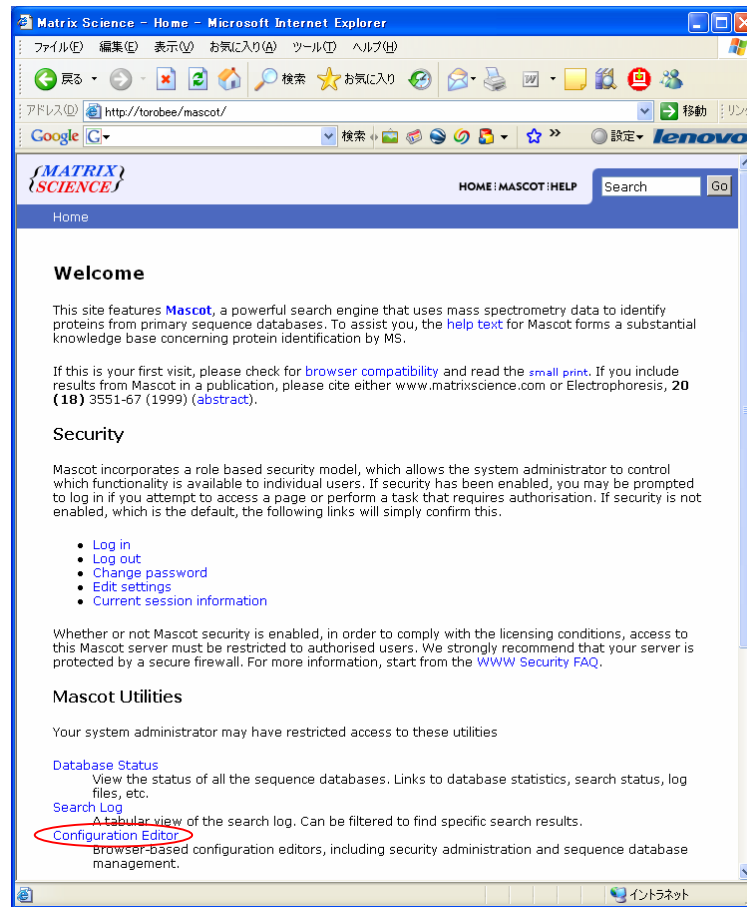 Matrix Science - Home - Microsoft Internet Explorer
ファイル(F) 編集(E) 表示(V) お気に入り(A) ツール(T) ヘルプ(H)
戻る 検索 お気に入り
アドレス(D) http://torobee/mascot/ 移動 リンク
Google G 検索 » 設定 lenovo
{MATRIX}
{SCIENCE}
HOME MASCOT HELP Search Go
Home
Welcome
This site features Mascot, a powerful search engine that uses mass spectrometry data to identify
proteins from primary sequence databases. To assist you, the help text for Mascot forms a substantial
knowledge base concerning protein identification by MS.
If this is your first visit, please check for browser compatibility and read the small print. If you include
results from Mascot in a publication, please cite either www.matrixscience.com or Electrophoresis, 20
(18) 3551-67 (1999) (abstract).
Security
Mascot incorporates a role based security model, which allows the system administrator to control
which functionality is available to individual users. If security has been enabled, you may be prompted
to log in if you attempt to access a page or perform a task that requires authorisation. If security is not
enabled, which is the default, the following links will simply confirm this.
• Log in
• Log out
• Change password
• Edit settings
• Current session information
Whether or not Mascot security is enabled, in order to comply with the licensing conditions, access to
this Mascot server must be restricted to authorised users. We strongly recommend that your server is
protected by a secure firewall. For more information, start from the WWW Security FAQ.
Mascot Utilities
Your system administrator may have restricted access to these utilities
Database Status
View the status of all the sequence databases. Links to database statistics, search status, log
files, etc.
Search Log
A tabular view of the search log. Can be filtered to find specific search results.
Configuration Editor
Browser-based configuration editors, including security administration and sequence database
management.
イントラネット